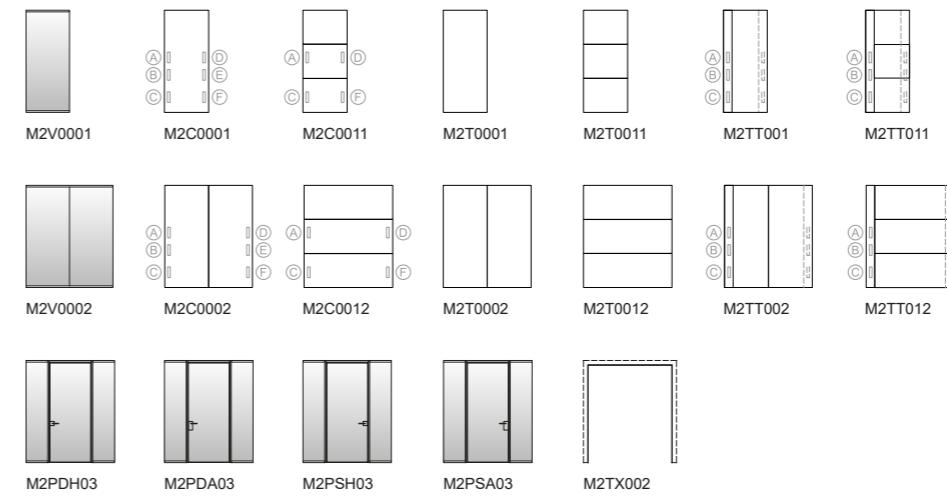 A D A D A A
B E B B
C F C F C C
M2V0001 M2C0001 M2C0011 M2T0001 M2T0011 M2TT001 M2TT011
A D A D A A
B E B B
C F C F C C
M2V0002 M2C0002 M2C0012 M2T0002 M2T0012 M2TT002 M2TT012
M2PDH03 M2PDA03 M2PSH03 M2PSA03 M2TX002